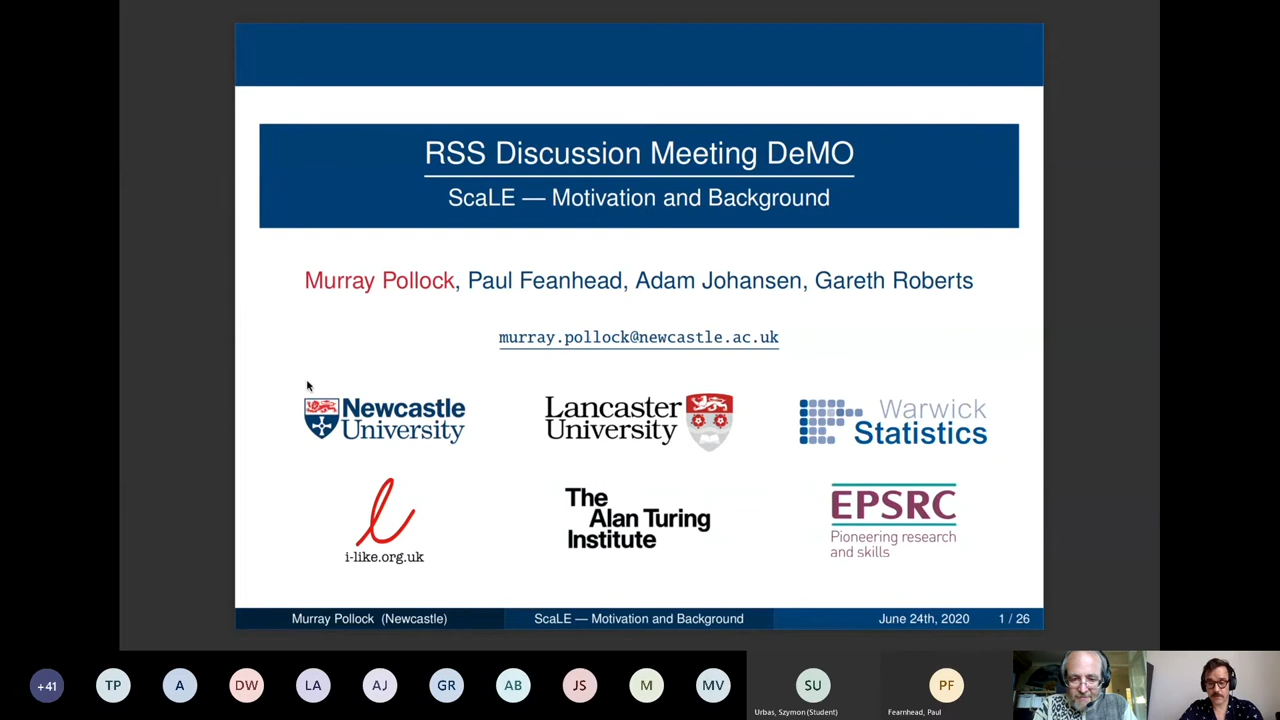 RSS Discussion Meeting DeMO
ScaLE — Motivation and Background
Murray Pollock, Paul Feanhead, Adam Johansen, Gareth Roberts
murray.pollock@newcastle.ac.uk
Newcastle
University
Lancaster
University
Warwick
Statistics
i-like.org.uk
The
Alan Turing
Institute
EPSRC
Pioneering research
and skills
Murray Pollock (Newcastle)
ScaLE — Motivation and Background
June 24th, 2020
1 / 26
+41
TP
A
DW
LA
AJ
GR
AB
JS
M
MV
SU
PF
Urbas, Szymon (Student)
Fearnhead, Paul